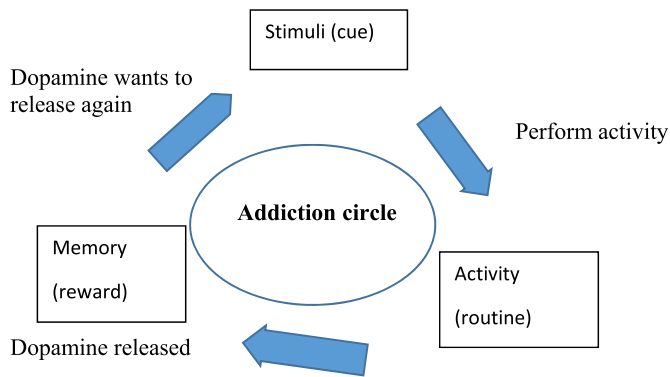 Stimuli (cue)
Dopamine wants to
release again
Perform activity
Addiction circle
Memory
(reward)
Activity
(routine)
Dopamine released